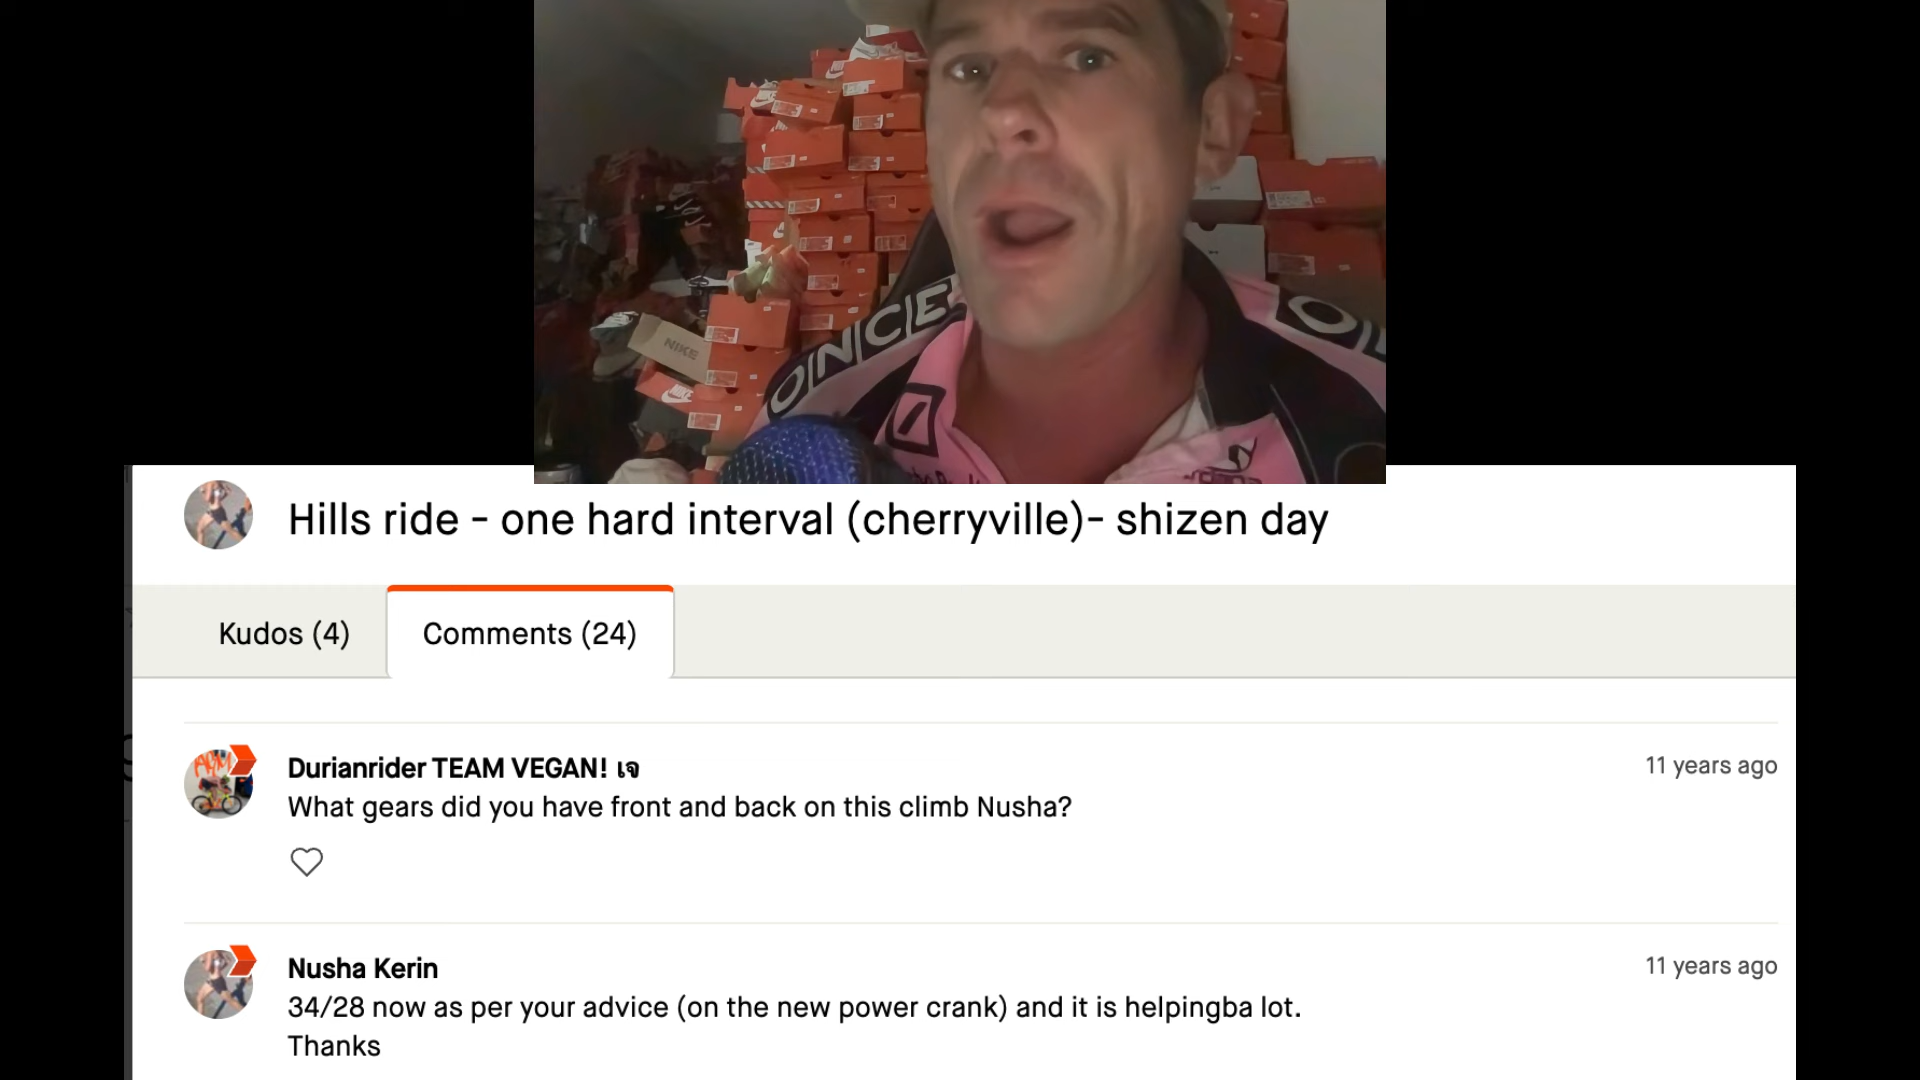 NIKE
ONCE
Hills ride - one hard interval (cherryville)- shizen day
Kudos (4)
Comments (24)
Durianrider TEAM VEGAN! เจ
11 years ago
What gears did you have front and back on this climb Nusha?
Nusha Kerin
11 years ago
34/28 now as per your advice (on the new power crank) and it is helpingba lot.
Thanks